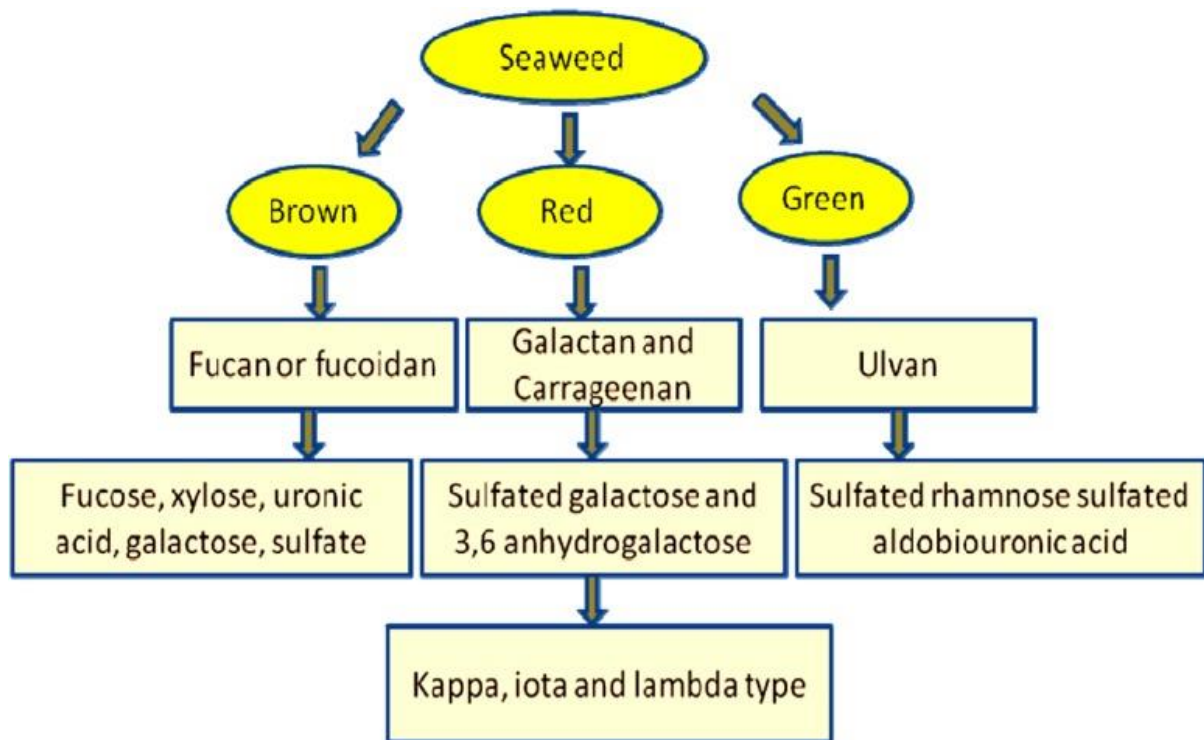 Seaweed
Brown
Red
Green
Fucan or fucoidan
Galactan and
Carrageenan
Ulvan
Fucose, xylose, uronic
acid, galactose, sulfate
Sulfated galactose and
3,6 anhydrogalactose
Sulfated rhamnose sulfated
aldobiouronic acid
Kappa, iota and lambda type